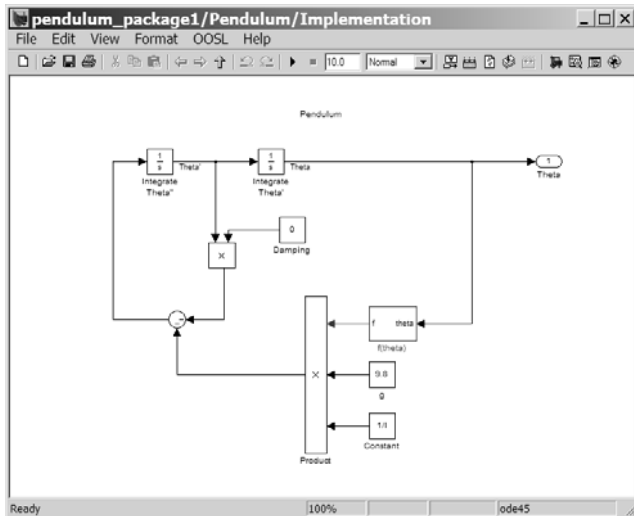 pendulum_package1/Pendulum/Implementation
File Edit View Format OOSL Help
10.0 Normal
Pendulum
1
s
Theta'
1
s
Theta
1
Theta
Integrate
Theta"
Integrate
Theta'
0
Damping
×
f theta
f(theta)
×
9.8
g
1/l
Constant
Product
Ready 100% ode45